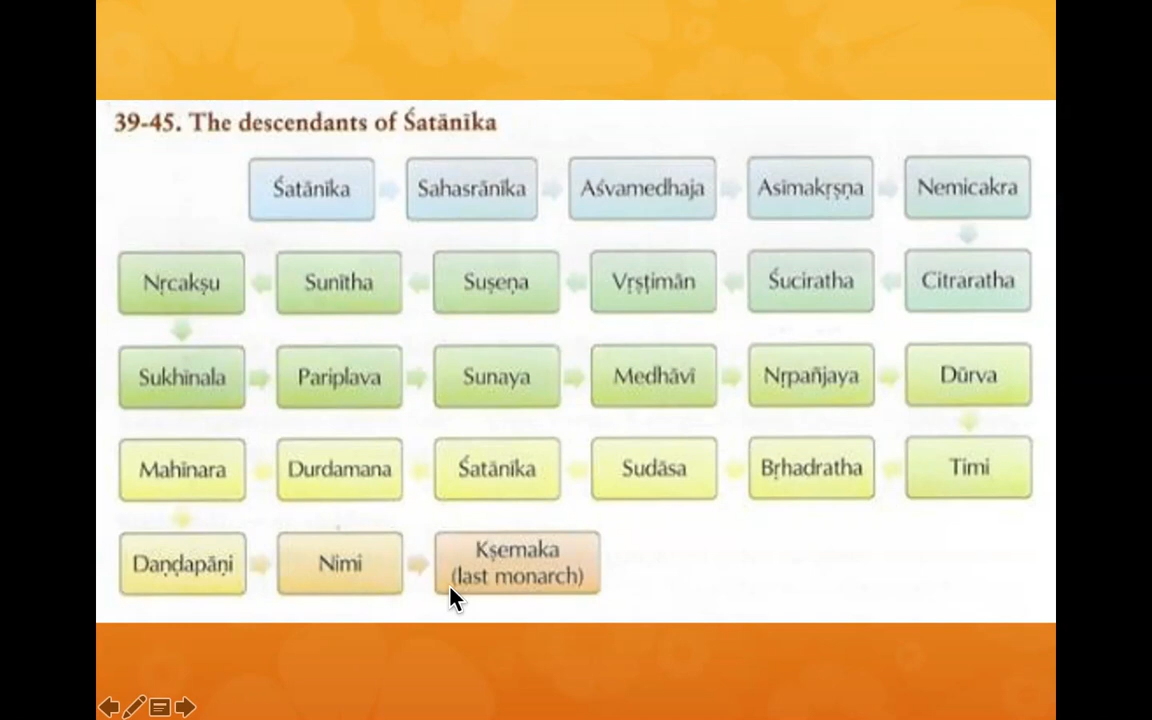 39-45. The descendants of Śatānīka
Śatānīka Sahasrānīka Aśvamedhaja Asīmakṛṣṇa Nemicakra
Nṛcakṣu Sunītha Suṣeṇa Vṛṣṭimān Śuciratha Citraratha
Sukhīnala Pariplava Sunaya Medhāvī Nṛpañjaya Dūrva
Mahīnara Durdamana Śatānīka Sudāsa Bṛhadratha Timi
Daṇḍapāṇi Nimi Kṣemaka
(last monarch)